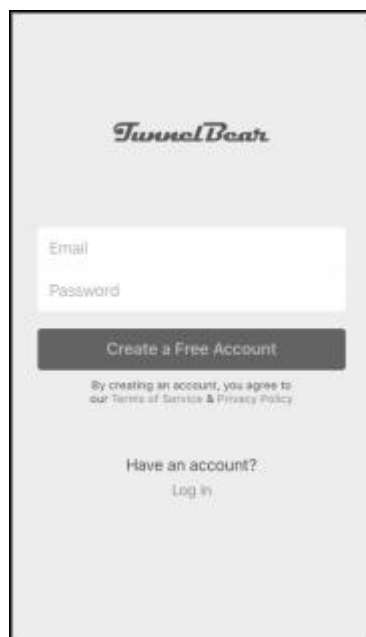 TunnelBear
Email
Password
Create a Free Account
By creating an account, you agree to
our Terms of Service & Privacy Policy
Have an account?
Log In